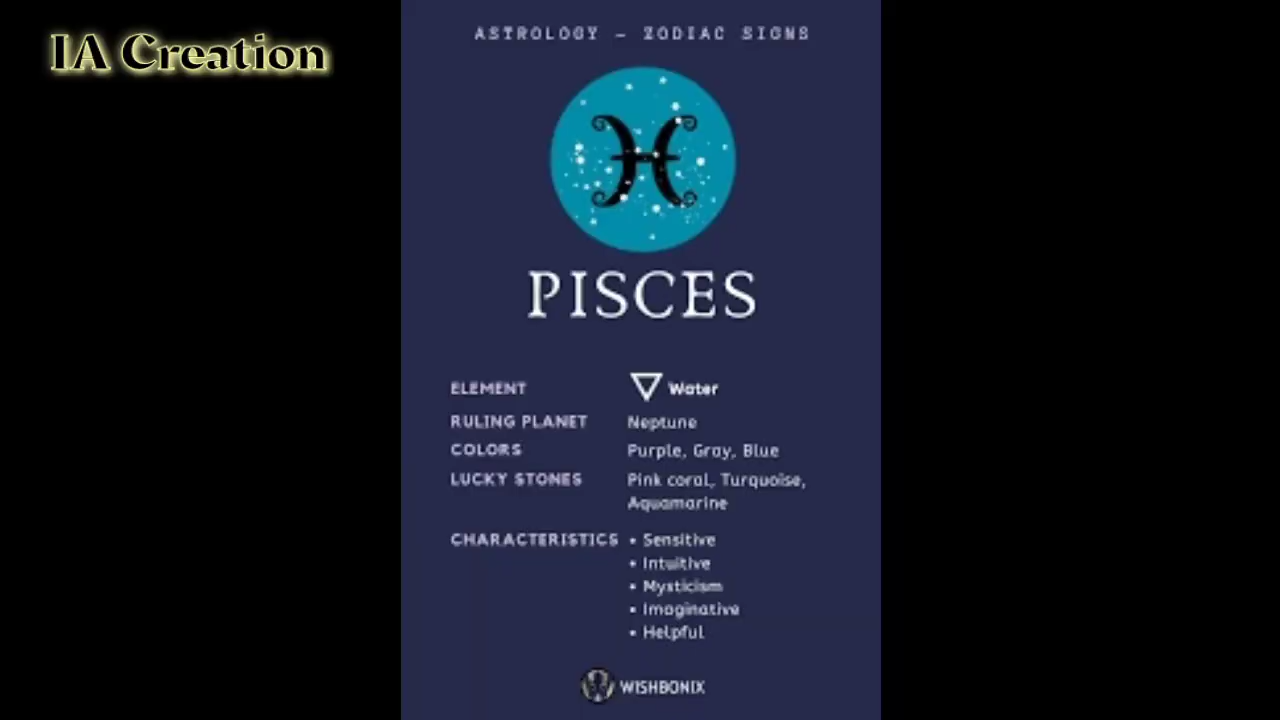 IA Creation
ASTROLOGY – ZODIAC SIGNS
PISCES
ELEMENT Water
RULING PLANET Neptune
COLORS Purple, Gray, Blue
LUCKY STONES Pink coral, Turquoise,
Aquamarine
CHARACTERISTICS • Sensitive
• Intuitive
• Mysticism
• Imaginative
• Helpful
WISHBONIX